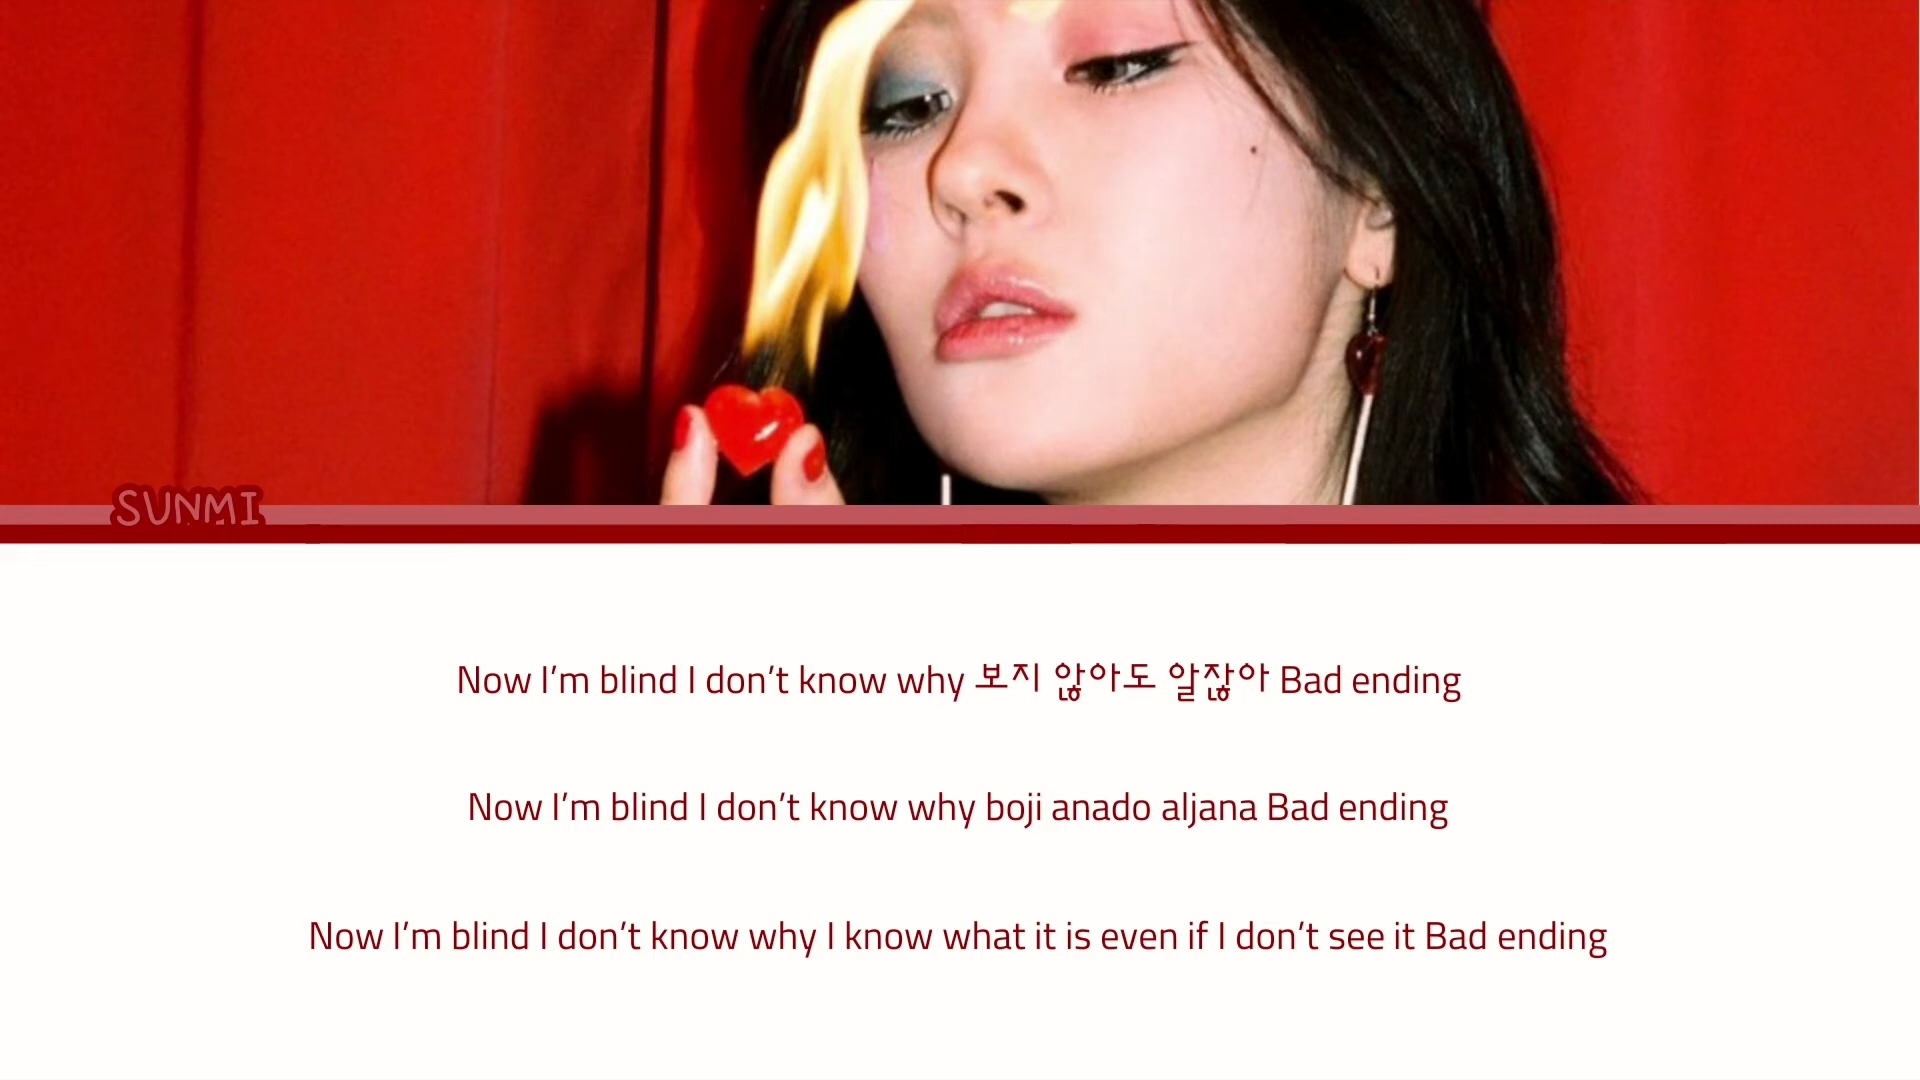 SUNMI
Now I’m blind I don’t know why 보지 않아도 알잖아 Bad ending
Now I’m blind I don’t know why boji anado aljana Bad ending
Now I’m blind I don’t know why I know what it is even if I don’t see it Bad ending